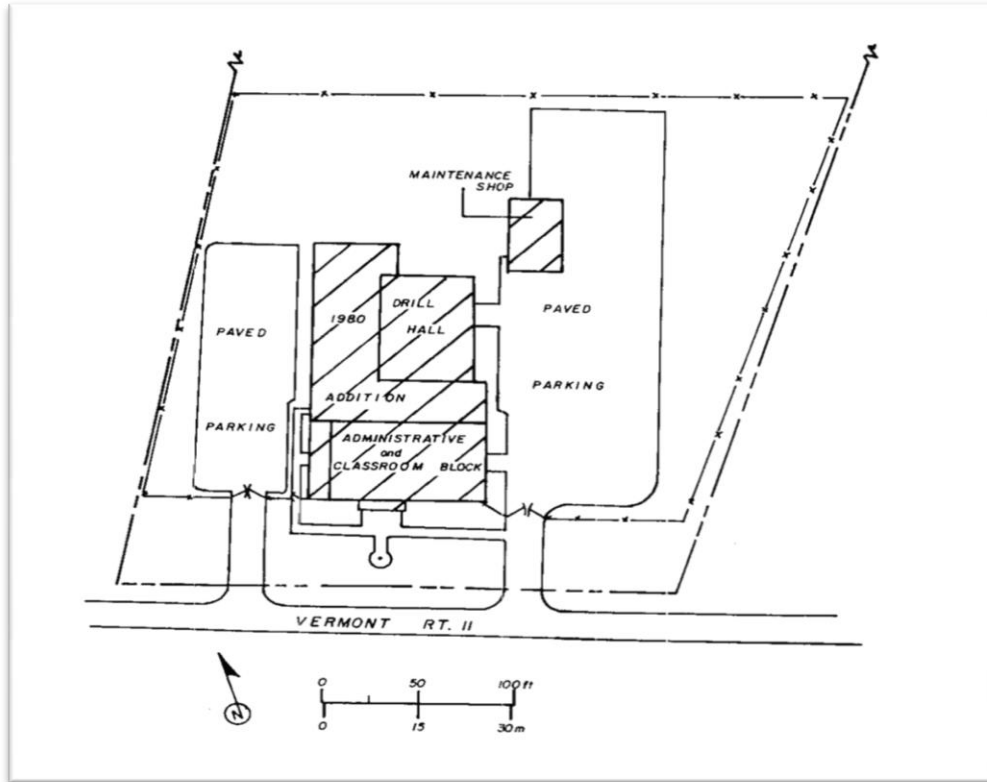 MAINTENANCE
SHOP
DRILL
HALL
1980
ADDITION
PAVED
PARKING
PAVED
PARKING
ADMINISTRATIVE
and
CLASSROOM BLOCK
VERMONT RT. 11
N
0 50 100 ft
0 15 30 m